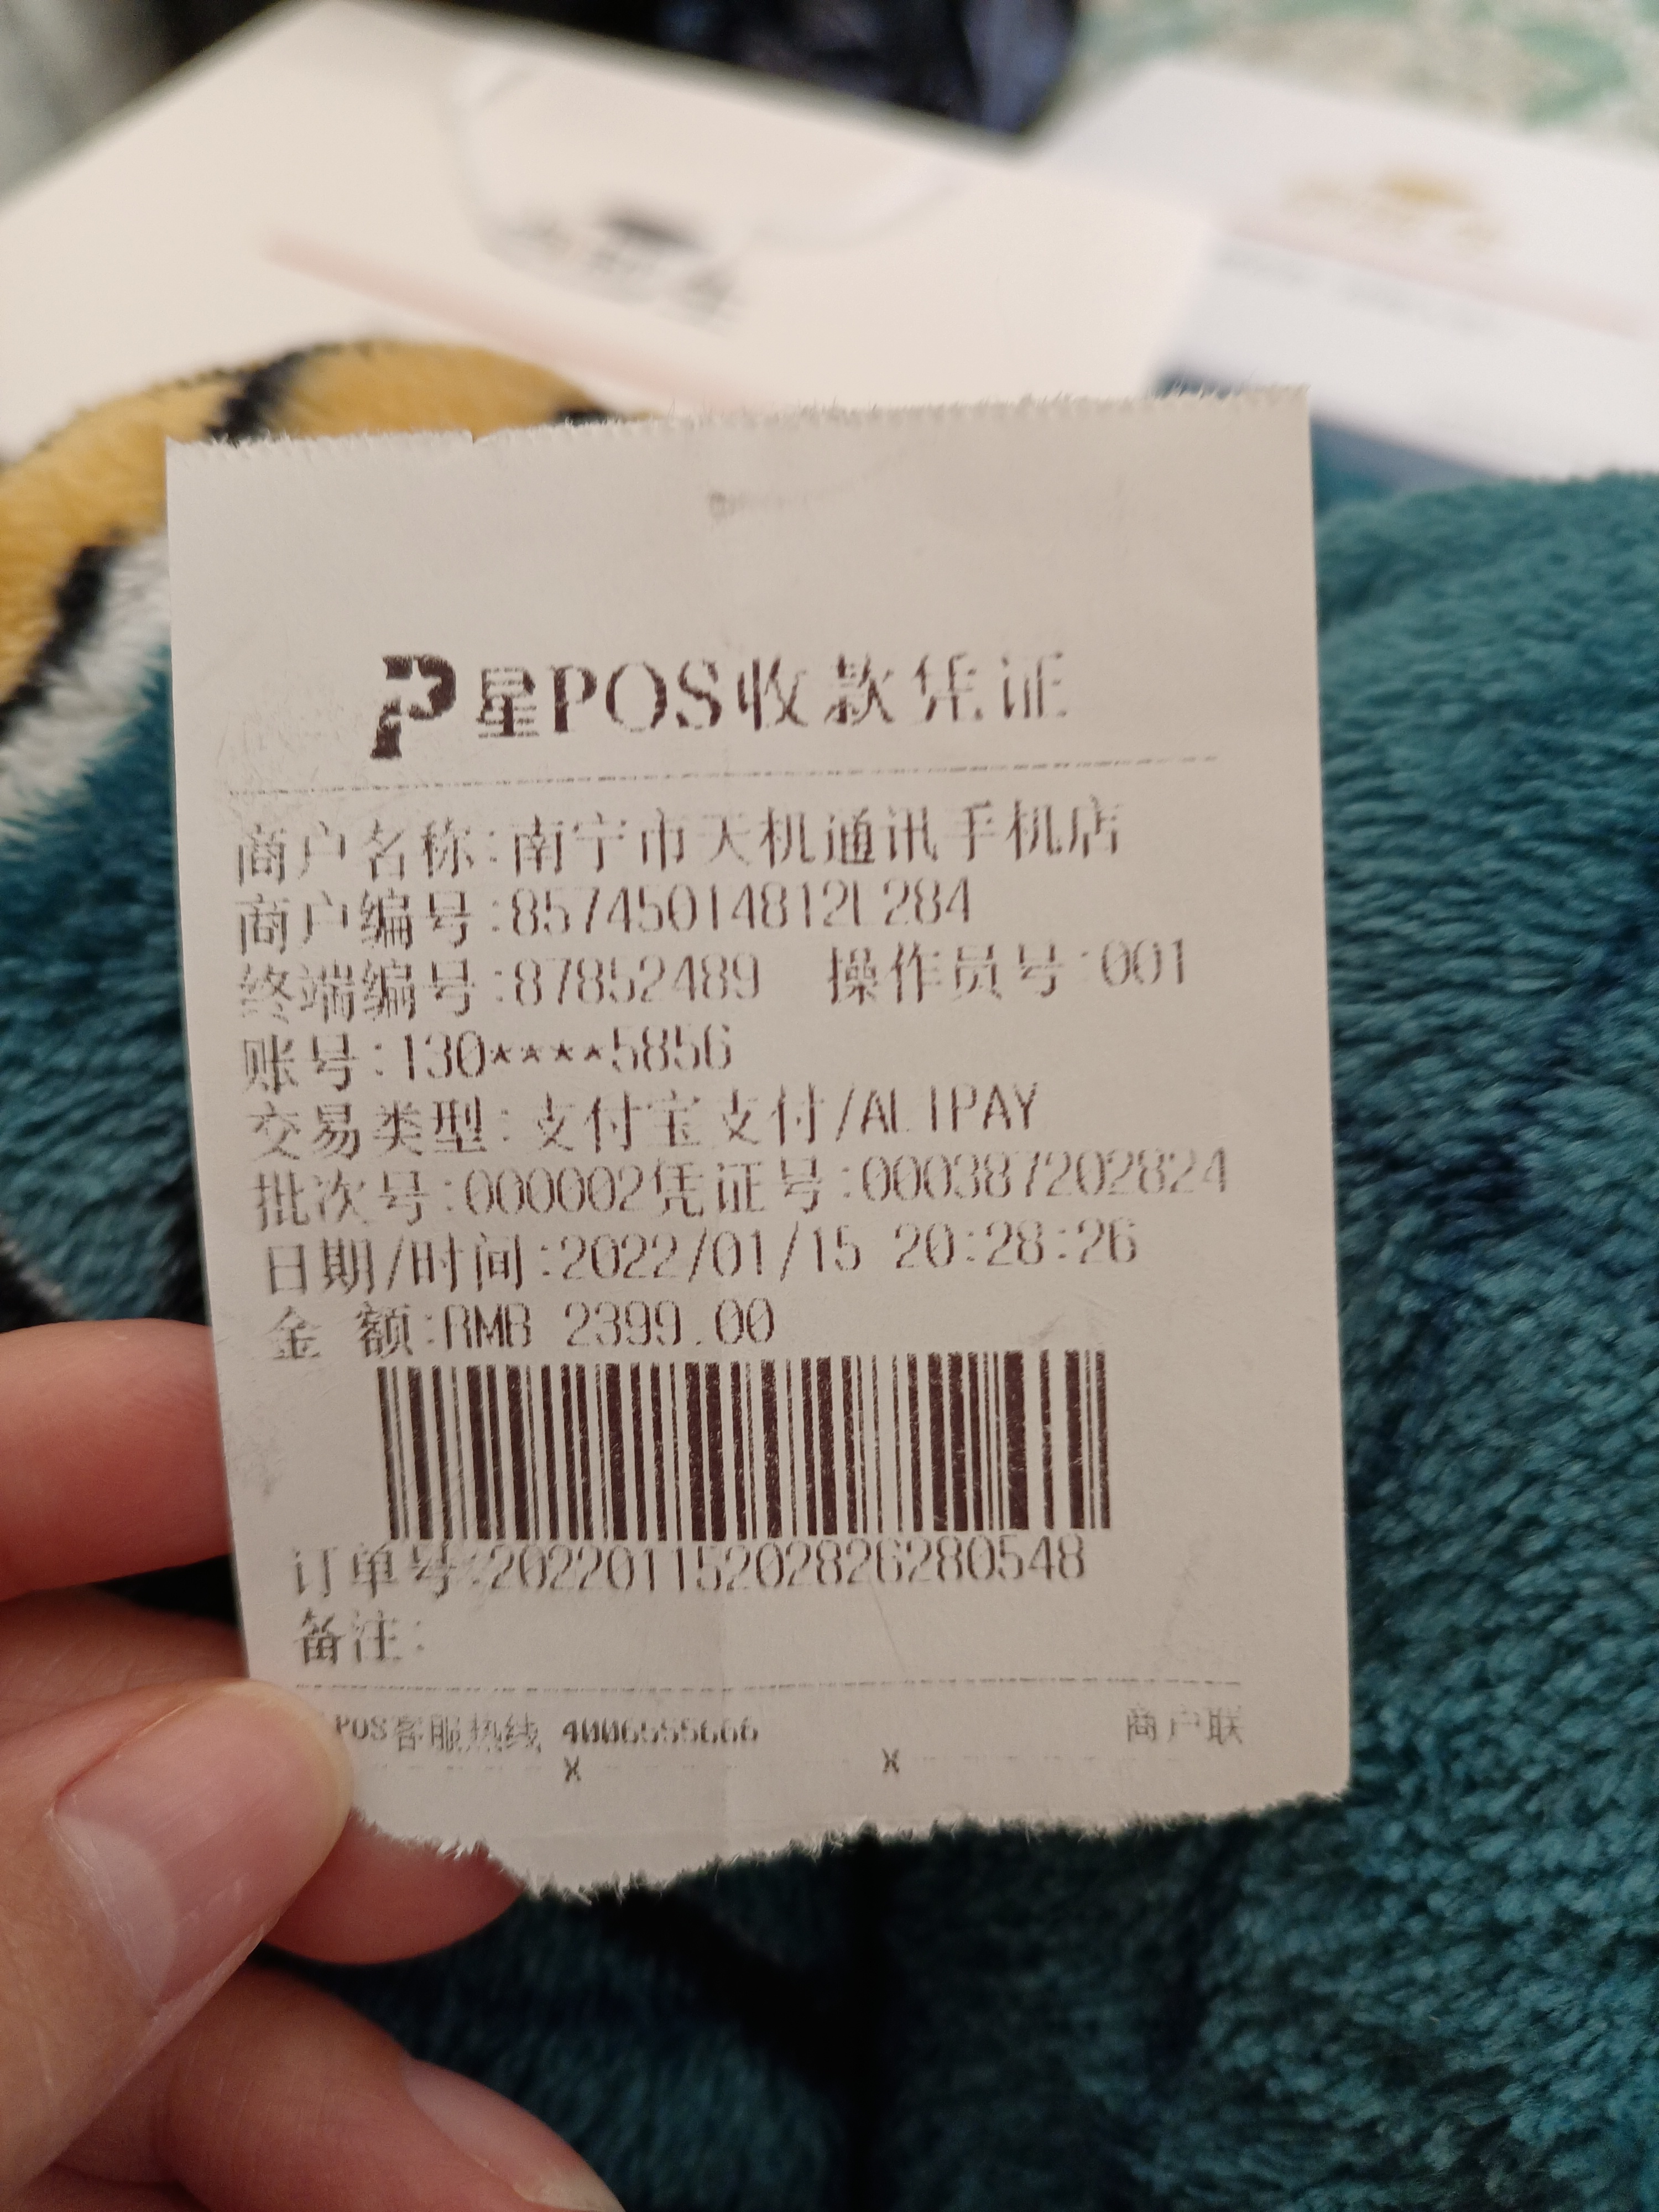 星POS收款凭证
商户名称:南宁市天机通讯手机店
商户编号:85745014812L284
终端编号:87852489 操作员号:001
账号:130****5856
交易类型:支付宝支付/ALIPAY
批次号:000002凭证号:000387202824
日期/时间:2022/01/15 20:28:26
金 额:RMB 2399.00
订单号:20220115202826280548
备注:
POS客服热线 4006555666 商户联
X X